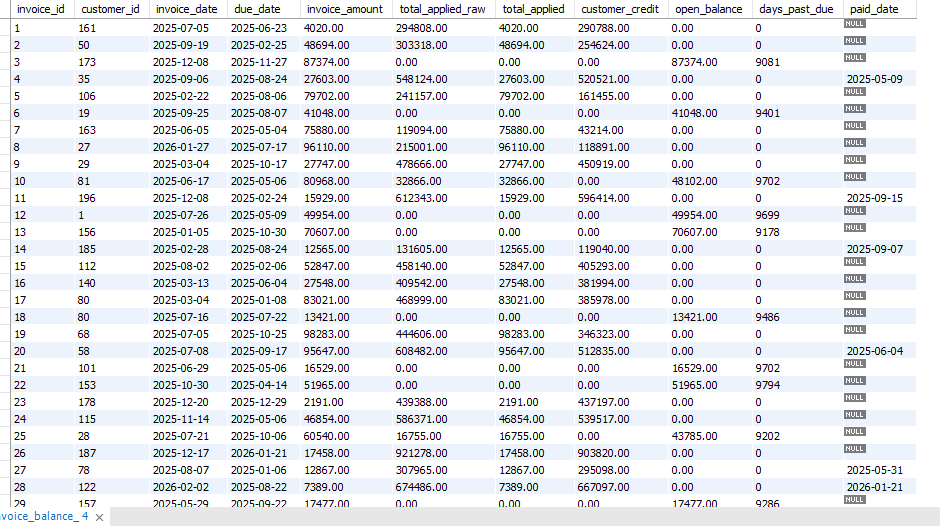 invoice_id customer_id invoice_date due_date invoice_amount total_applied_raw total_applied customer_credit open_balance days_past_due paid_date
1 161 2025-07-05 2025-06-23 4020.00 294808.00 4020.00 290788.00 0.00 0 NULL
2 50 2025-09-19 2025-02-25 48694.00 303318.00 48694.00 254624.00 0.00 0 NULL
3 173 2025-12-08 2025-11-27 87374.00 0.00 0.00 0.00 87374.00 9081 NULL
4 35 2025-09-06 2025-08-24 27603.00 548124.00 27603.00 520521.00 0.00 0 2025-05-09
5 106 2025-02-22 2025-08-06 79702.00 241157.00 79702.00 161455.00 0.00 0 NULL
6 19 2025-09-25 2025-08-07 41048.00 0.00 0.00 0.00 41048.00 9401 NULL
7 163 2025-06-05 2025-05-04 75880.00 119094.00 75880.00 43214.00 0.00 0 NULL
8 27 2026-01-27 2025-07-17 96110.00 215001.00 96110.00 118891.00 0.00 0 NULL
9 29 2025-03-04 2025-10-17 27747.00 478666.00 27747.00 450919.00 0.00 0 NULL
10 81 2025-06-17 2025-05-06 80968.00 32866.00 32866.00 0.00 48102.00 9702 NULL
11 196 2025-12-08 2025-02-24 15929.00 612343.00 15929.00 596414.00 0.00 0 2025-09-15
12 1 2025-07-26 2025-05-09 49954.00 0.00 0.00 0.00 49954.00 9699 NULL
13 156 2025-01-05 2025-10-30 70607.00 0.00 0.00 0.00 70607.00 9178 NULL
14 185 2025-02-28 2025-08-24 12565.00 131605.00 12565.00 119040.00 0.00 0 2025-09-07
15 112 2025-08-02 2025-02-06 52847.00 458140.00 52847.00 405293.00 0.00 0 NULL
16 140 2025-03-13 2025-06-04 27548.00 409542.00 27548.00 381994.00 0.00 0 NULL
17 80 2025-03-04 2025-01-08 83021.00 468999.00 83021.00 385978.00 0.00 0 NULL
18 80 2025-07-16 2025-07-22 13421.00 0.00 0.00 0.00 13421.00 9486 NULL
19 68 2025-07-05 2025-10-25 98283.00 444606.00 98283.00 346323.00 0.00 0 NULL
20 58 2025-07-08 2025-09-17 95647.00 608482.00 95647.00 512835.00 0.00 0 2025-06-04
21 101 2025-06-29 2025-05-06 16529.00 0.00 0.00 0.00 16529.00 9702 NULL
22 153 2025-10-30 2025-04-14 51965.00 0.00 0.00 0.00 51965.00 9794 NULL
23 178 2025-12-20 2025-12-29 2191.00 439388.00 2191.00 437197.00 0.00 0 NULL
24 115 2025-11-14 2025-05-06 46854.00 586371.00 46854.00 539517.00 0.00 0 NULL
25 28 2025-07-21 2025-10-06 60540.00 16755.00 16755.00 0.00 43785.00 9202 NULL
26 187 2025-12-17 2026-01-21 17458.00 921278.00 17458.00 903820.00 0.00 0 NULL
27 78 2025-08-07 2025-01-06 12867.00 307965.00 12867.00 295098.00 0.00 0 2025-05-31
28 122 2026-02-02 2025-08-22 7389.00 674486.00 7389.00 667097.00 0.00 0 2026-01-21
29 157 2025-05-29 2025-09-22 17477.00 0.00 0.00 0.00 17477.00 9286 NULL
nvoice_balance_ 4